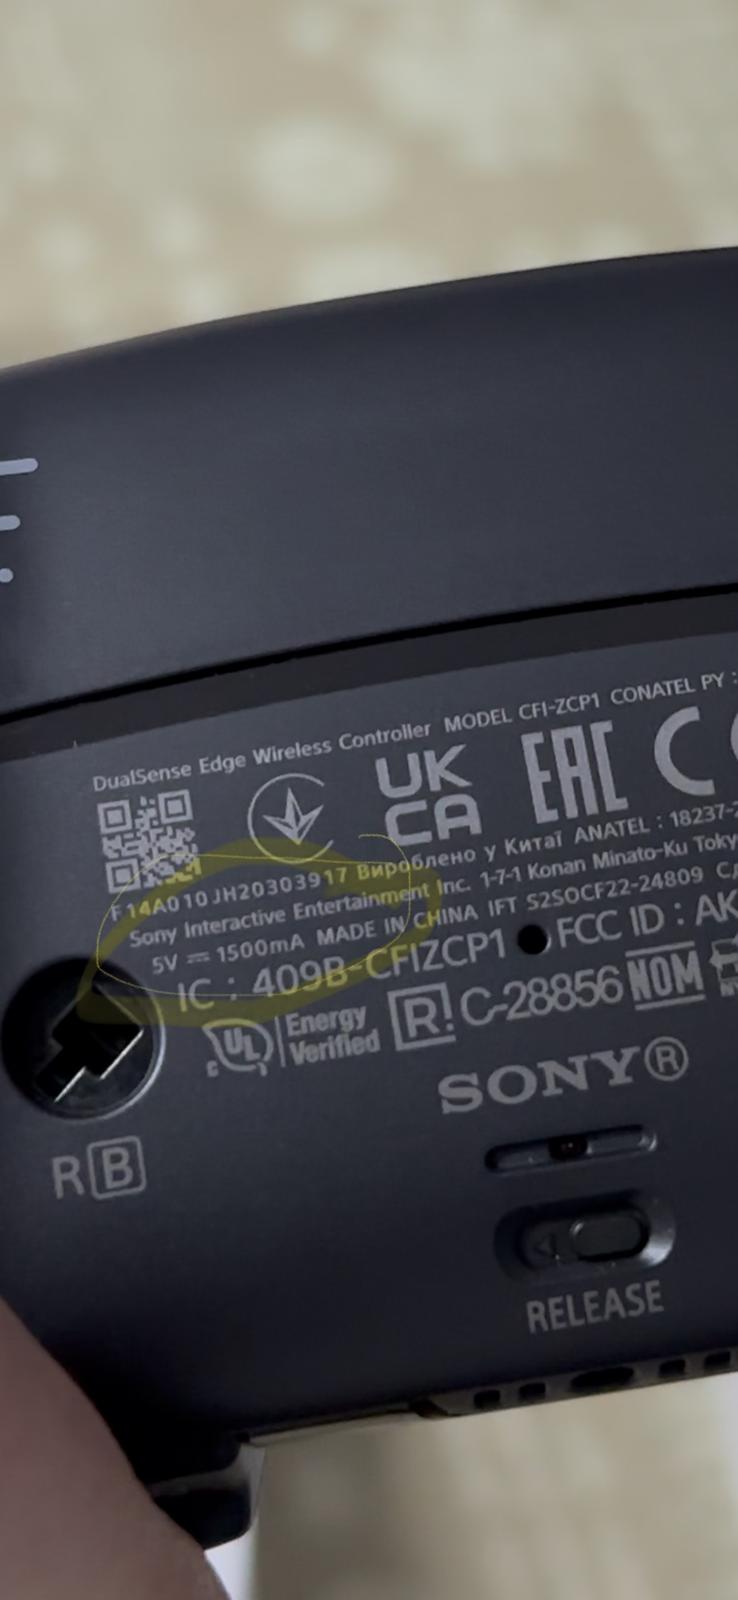 DualSense Edge Wireless Controller MODEL CFI-ZCP1 CONATEL PY :
UK
CA
EAC
F14A010JH20303917 Вироблено у Китаї ANATEL : 18237-
Sony Interactive Entertainment Inc. 1-7-1 Konan Minato-Ku
5V ⎓ 1500mA MADE IN CHINA IFT S2SOCF22-24809
IC : 409B-CFIZCP1 FCC ID : AK
UL Energy Verified R C-28856 NOM
SONY®
R B
RELEASE